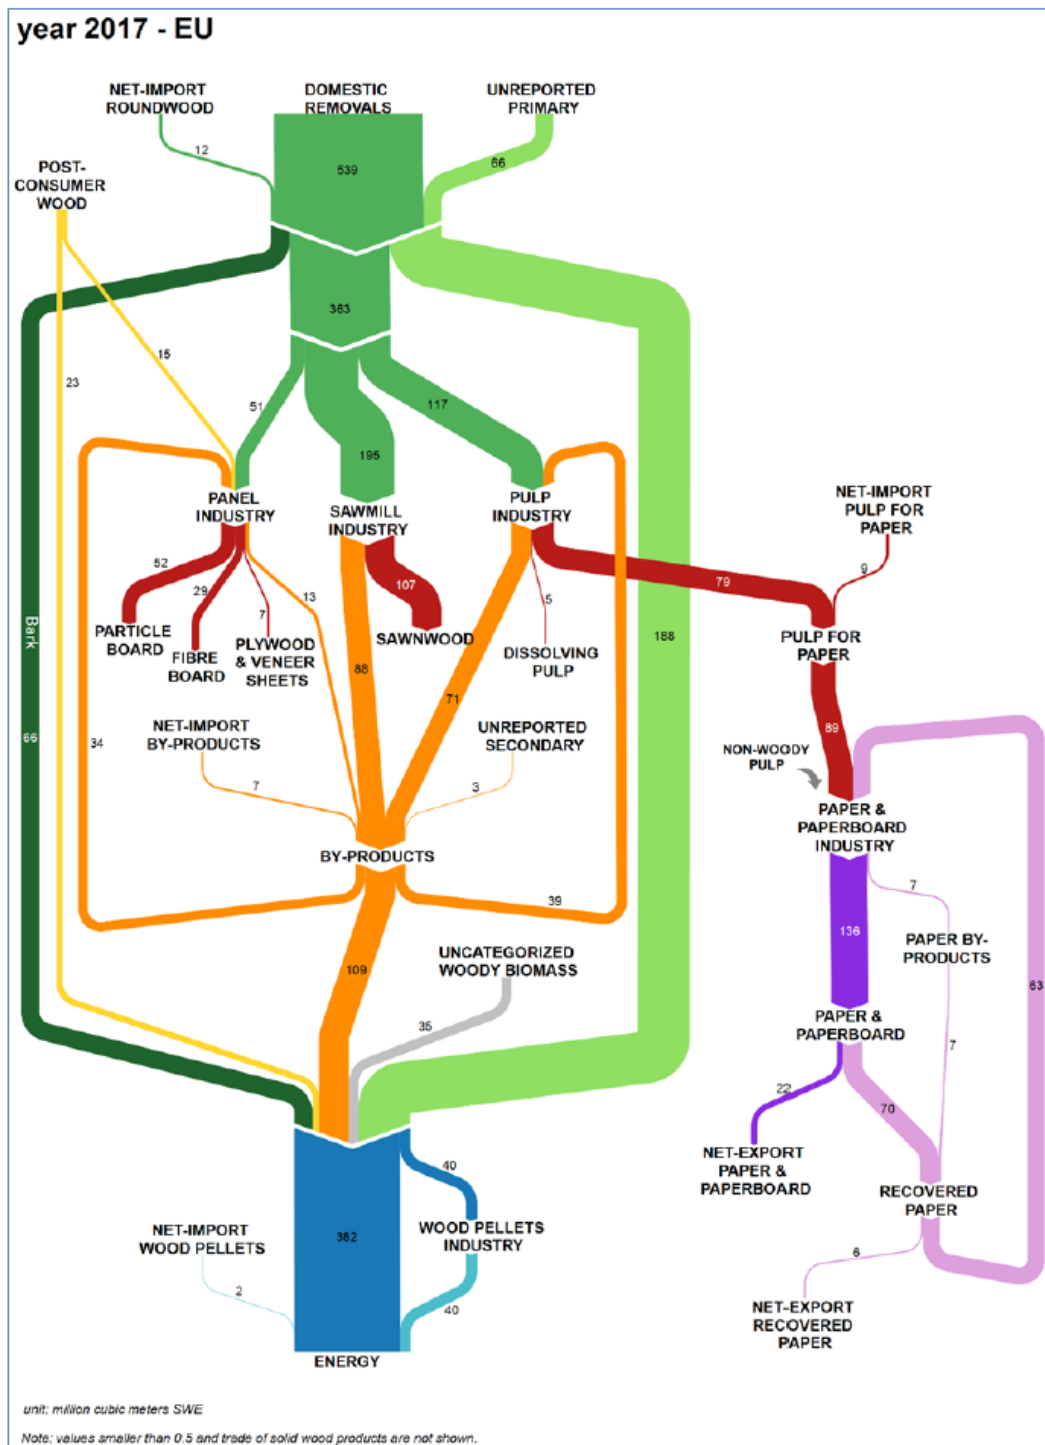 year 2017 - EU
NET-IMPORT
ROUNDWOOD
DOMESTIC
REMOVALS
UNREPORTED
PRIMARY
12
539
66
POST-
CONSUMER
WOOD
363
15
23
51
117
195
PANEL
INDUSTRY
SAWMILL
INDUSTRY
PULP
INDUSTRY
NET-IMPORT
PULP FOR
PAPER
52
29
7
13
107
5
79
9
Bark
PARTICLE
BOARD
FIBRE
BOARD
PLYWOOD
& VENEER
SHEETS
SAWNWOOD
DISSOLVING
PULP
188
PULP FOR
PAPER
88
71
NET-IMPORT
BY-PRODUCTS
UNREPORTED
SECONDARY
66
34
7
3
89
NON-WOODY
PULP
PAPER &
PAPERBOARD
INDUSTRY
BY-PRODUCTS
39
7
136
PAPER BY-
PRODUCTS
109
UNCATEGORIZED
WOODY BIOMASS
63
35
PAPER &
PAPERBOARD
7
22
70
NET-EXPORT
PAPER &
PAPERBOARD
40
RECOVERED
PAPER
NET-IMPORT
WOOD PELLETS
382
WOOD PELLETS
INDUSTRY
6
2
40
NET-EXPORT
RECOVERED
PAPER
ENERGY
unit: million cubic meters SWE
Note: values smaller than 0.5 and trade of solid wood products are not shown.